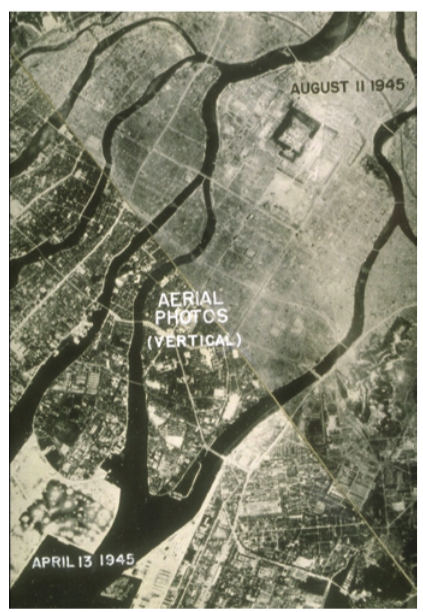 AUGUST 11 1945
AERIAL
PHOTOS
(VERTICAL)
APRIL 13 1945